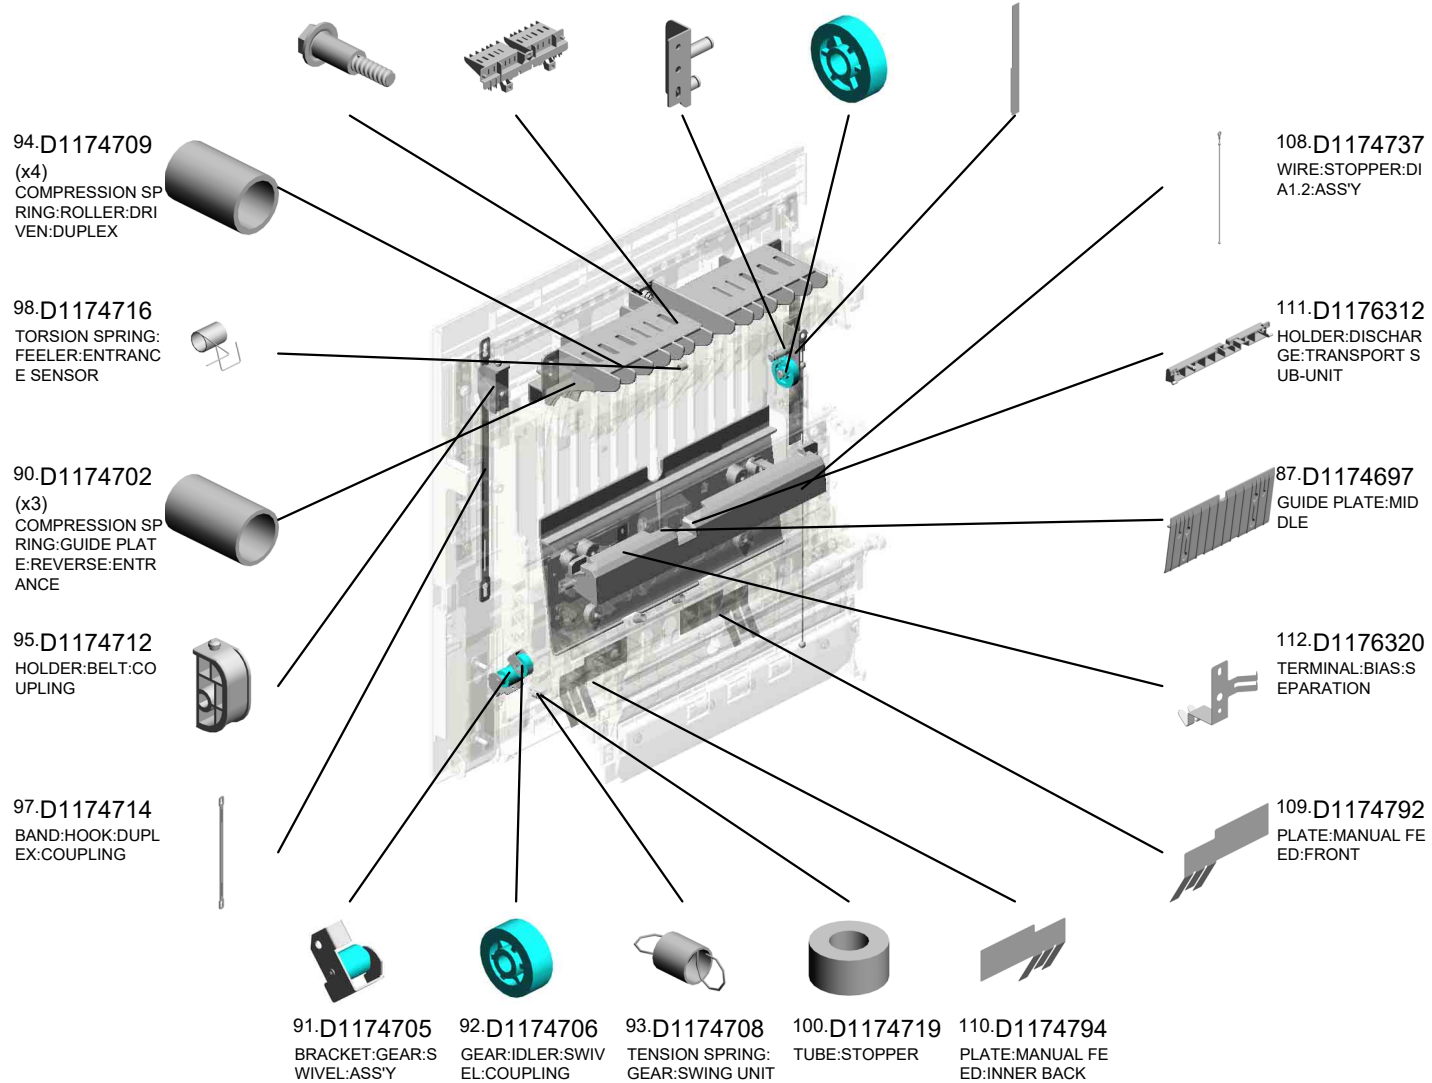 94.D1174709
(x4)
COMPRESSION SP
RING:ROLLER:DRI
VEN:DUPLEX
98.D1174716
TORSION SPRING:
FEELER:ENTRANC
E SENSOR
90.D1174702
(x3)
COMPRESSION SP
RING:GUIDE PLAT
E:REVERSE:ENTR
ANCE
95.D1174712
HOLDER:BELT:CO
UPLING
97.D1174714
BAND:HOOK:DUPL
EX:COUPLING
108.D1174737
WIRE:STOPPER:DI
A1.2:ASS'Y
111.D1176312
HOLDER:DISCHAR
GE:TRANSPORT S
UB-UNIT
87.D1174697
GUIDE PLATE:MID
DLE
112.D1176320
TERMINAL:BIAS:S
EPARATION
109.D1174792
PLATE:MANUAL FE
ED:FRONT
91.D1174705
BRACKET:GEAR:S
WIVEL:ASS'Y
92.D1174706
GEAR:IDLER:SWIV
EL:COUPLING
93.D1174708
TENSION SPRING:
GEAR:SWING UNIT
100.D1174719
TUBE:STOPPER
110.D1174794
PLATE:MANUAL FE
ED:INNER BACK